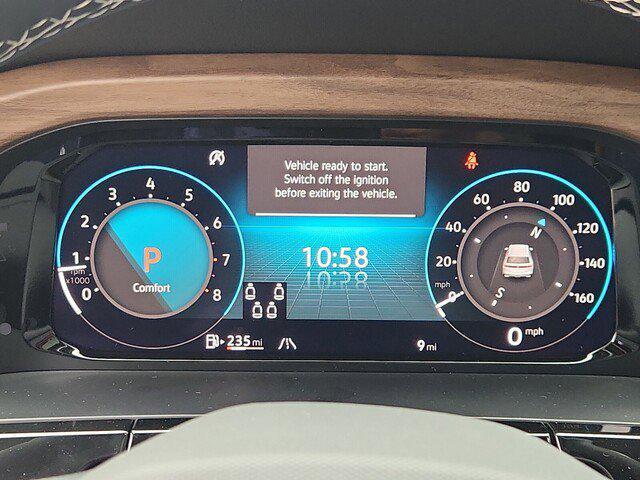 Vehicle ready to start.
Switch off the ignition
before exiting the vehicle.
0
1
2
3
4
5
6
7
8
rpm
x1000
P
Comfort
10:58
0
20
40
60
80
100
120
140
160
mph
N
S
0 mph
235 mi
9 mi